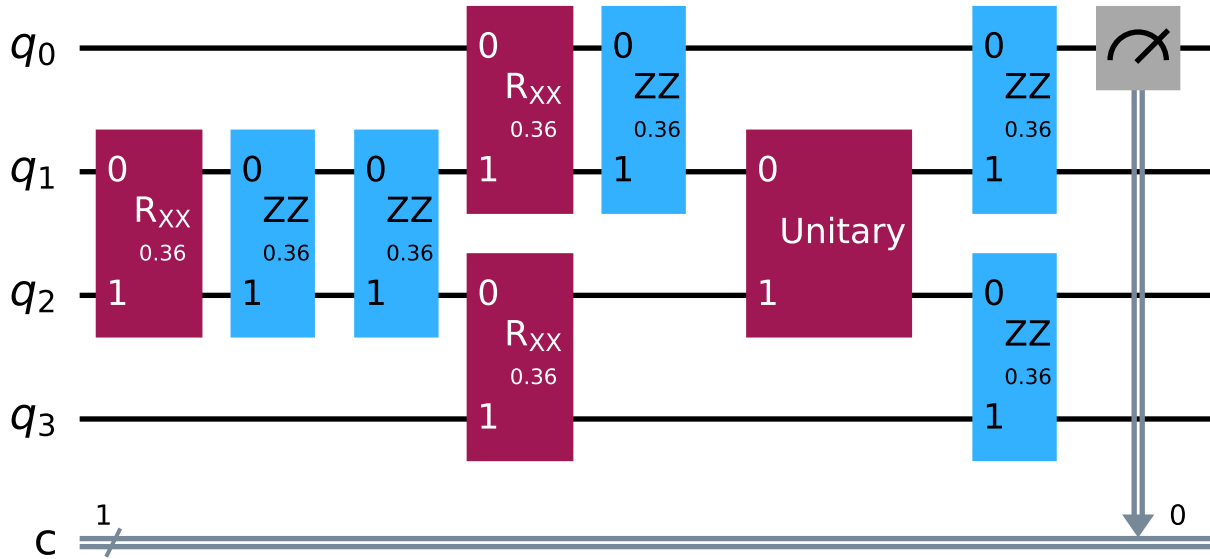 q0 0 0 0
RXX ZZ ZZ
0.36 0.36 0.36
q1 0 0 0 1 1 0 1
RXX ZZ ZZ Unitary
0.36 0.36 0.36
q2 1 1 1 0 1 0
RXX ZZ
0.36 0.36
q3 1 1
1 0
c